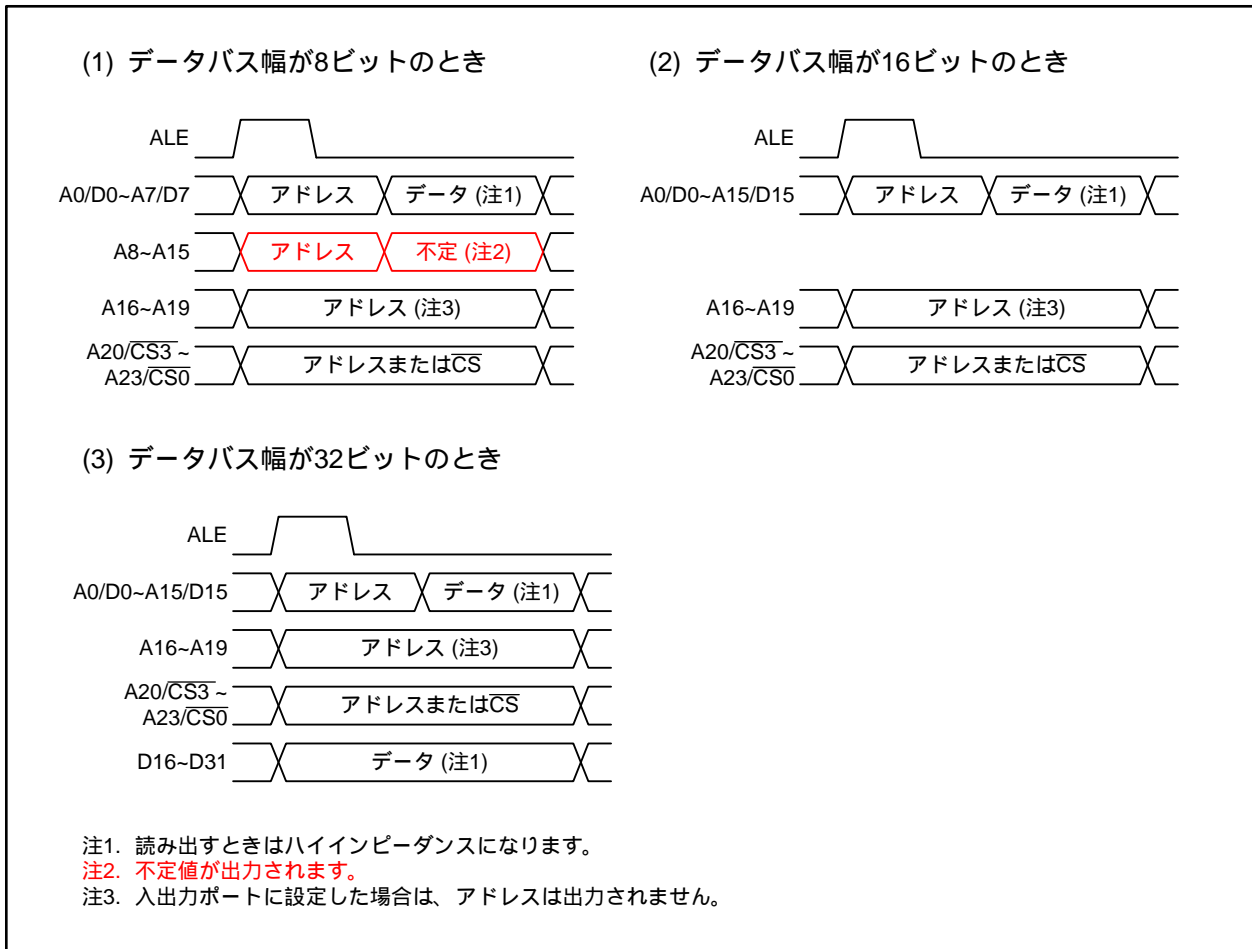 (1) データバス幅が8ビットのとき
ALE
A0/D0~A7/D7 アドレス データ (注1)
A8~A15 アドレス 不定 (注2)
A16~A19 アドレス (注3)
A20/CS3 ~
A23/CS0 アドレスまたはCS
(2) データバス幅が16ビットのとき
ALE
A0/D0~A15/D15 アドレス データ (注1)
A16~A19 アドレス (注3)
A20/CS3 ~
A23/CS0 アドレスまたはCS
(3) データバス幅が32ビットのとき
ALE
A0/D0~A15/D15 アドレス データ (注1)
A16~A19 アドレス (注3)
A20/CS3 ~
A23/CS0 アドレスまたはCS
D16~D31 データ (注1)
注1. 読み出すときはハイインピーダンスになります。
注2. 不定値が出力されます。
注3. 入出力ポートに設定した場合は、アドレスは出力されません。